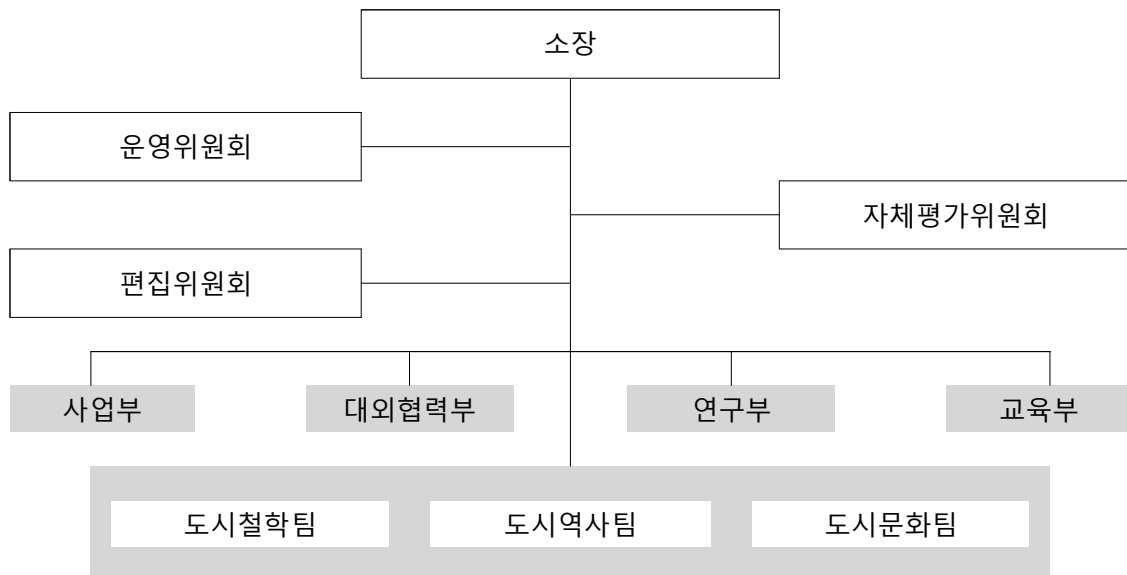 소장
운영위원회
자체평가위원회
편집위원회
사업부 대외협력부 연구부 교육부
도시철학팀 도시역사팀 도시문화팀